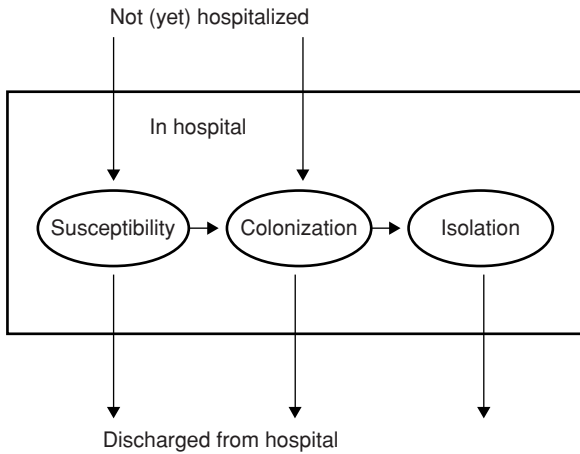 Not (yet) hospitalized
In hospital
Susceptibility
Colonization
Isolation
Discharged from hospital